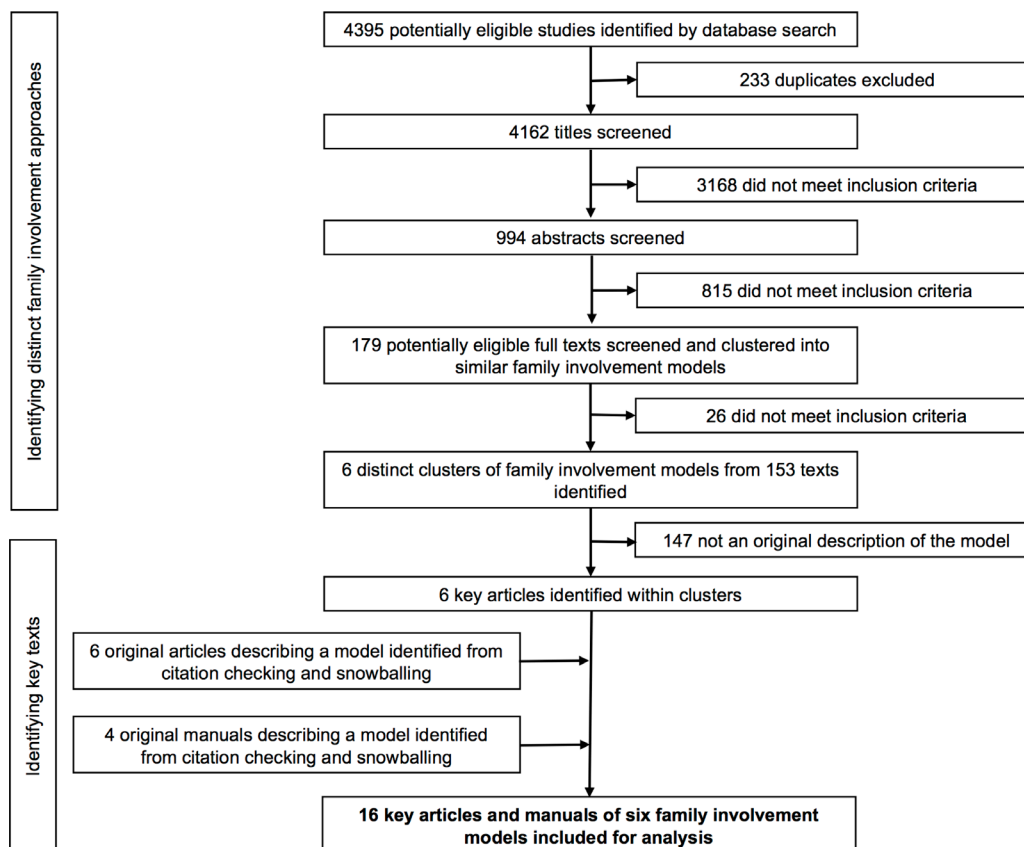 Identifying distinct family involvement approaches
4395 potentially eligible studies identified by database search
233 duplicates excluded
4162 titles screened
3168 did not meet inclusion criteria
994 abstracts screened
815 did not meet inclusion criteria
179 potentially eligible full texts screened and clustered into
similar family involvement models
26 did not meet inclusion criteria
6 distinct clusters of family involvement models from 153 texts
identified
147 not an original description of the model
Identifying key texts
6 key articles identified within clusters
6 original articles describing a model identified from
citation checking and snowballing
4 original manuals describing a model identified
from citation checking and snowballing
16 key articles and manuals of six family involvement
models included for analysis